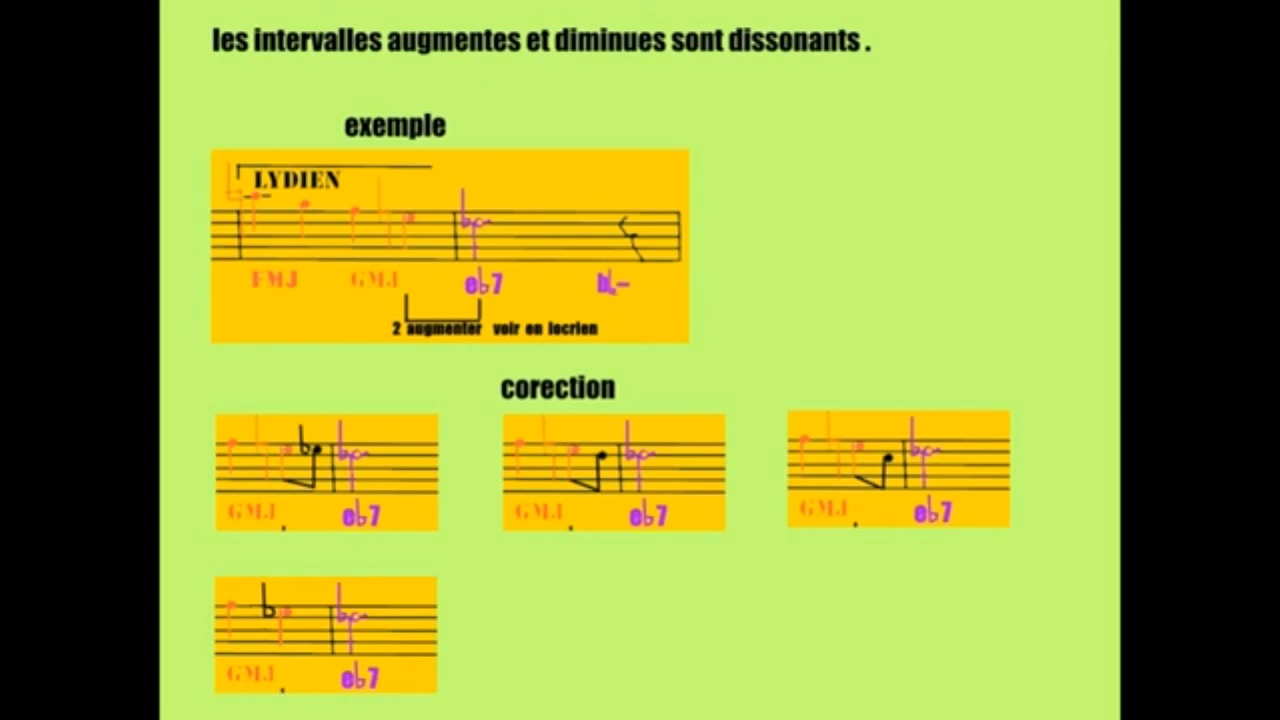 les intervalles augmentes et diminues sont dissonants .
exemple
LYDIEN
FMJ GMJ eb7 b♭-
2 augmenter voir en locrien
corection
GMJ eb7
GMJ eb7
GMJ eb7
GMJ eb7